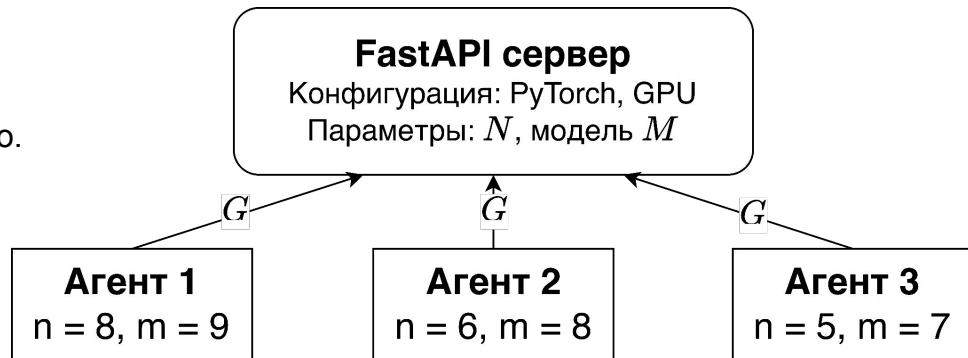 FastAPI сервер
Конфигурация: PyTorch, GPU
Параметры: N, модель M
о.
G
G
G
Агент 1
n = 8, m = 9
Агент 2
n = 6, m = 8
Агент 3
n = 5, m = 7